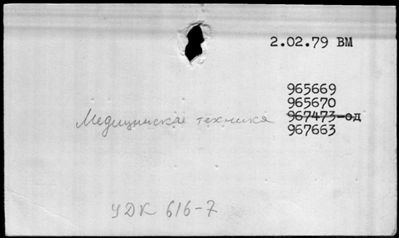 2.02.79 ВМ
965669
965670
967473-од
967663
Медицинская техника
УДК 616-7